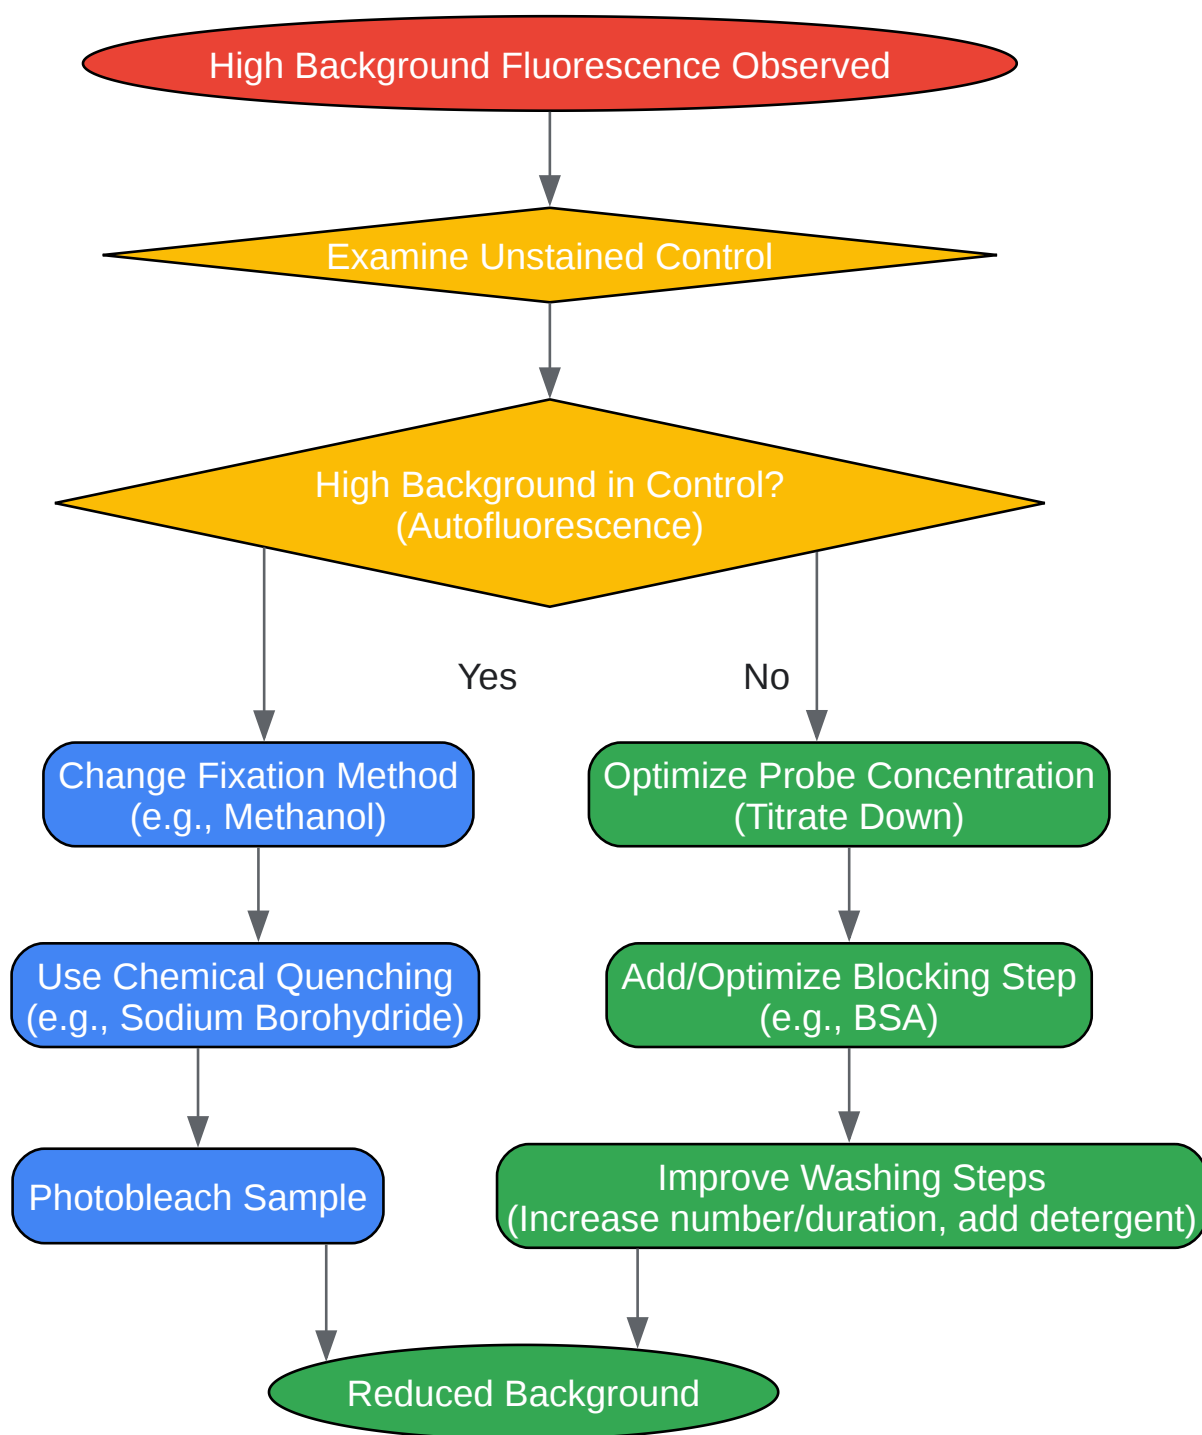 High Background Fluorescence Observed
Examine Unstained Control
High Background in Control?
(Autofluorescence)
Yes
No
Change Fixation Method
(e.g., Methanol)
Optimize Probe Concentration
(Titrate Down)
Use Chemical Quenching
(e.g., Sodium Borohydride)
Add/Optimize Blocking Step
(e.g., BSA)
Photobleach Sample
Improve Washing Steps
(Increase number/duration, add detergent)
Reduced Background